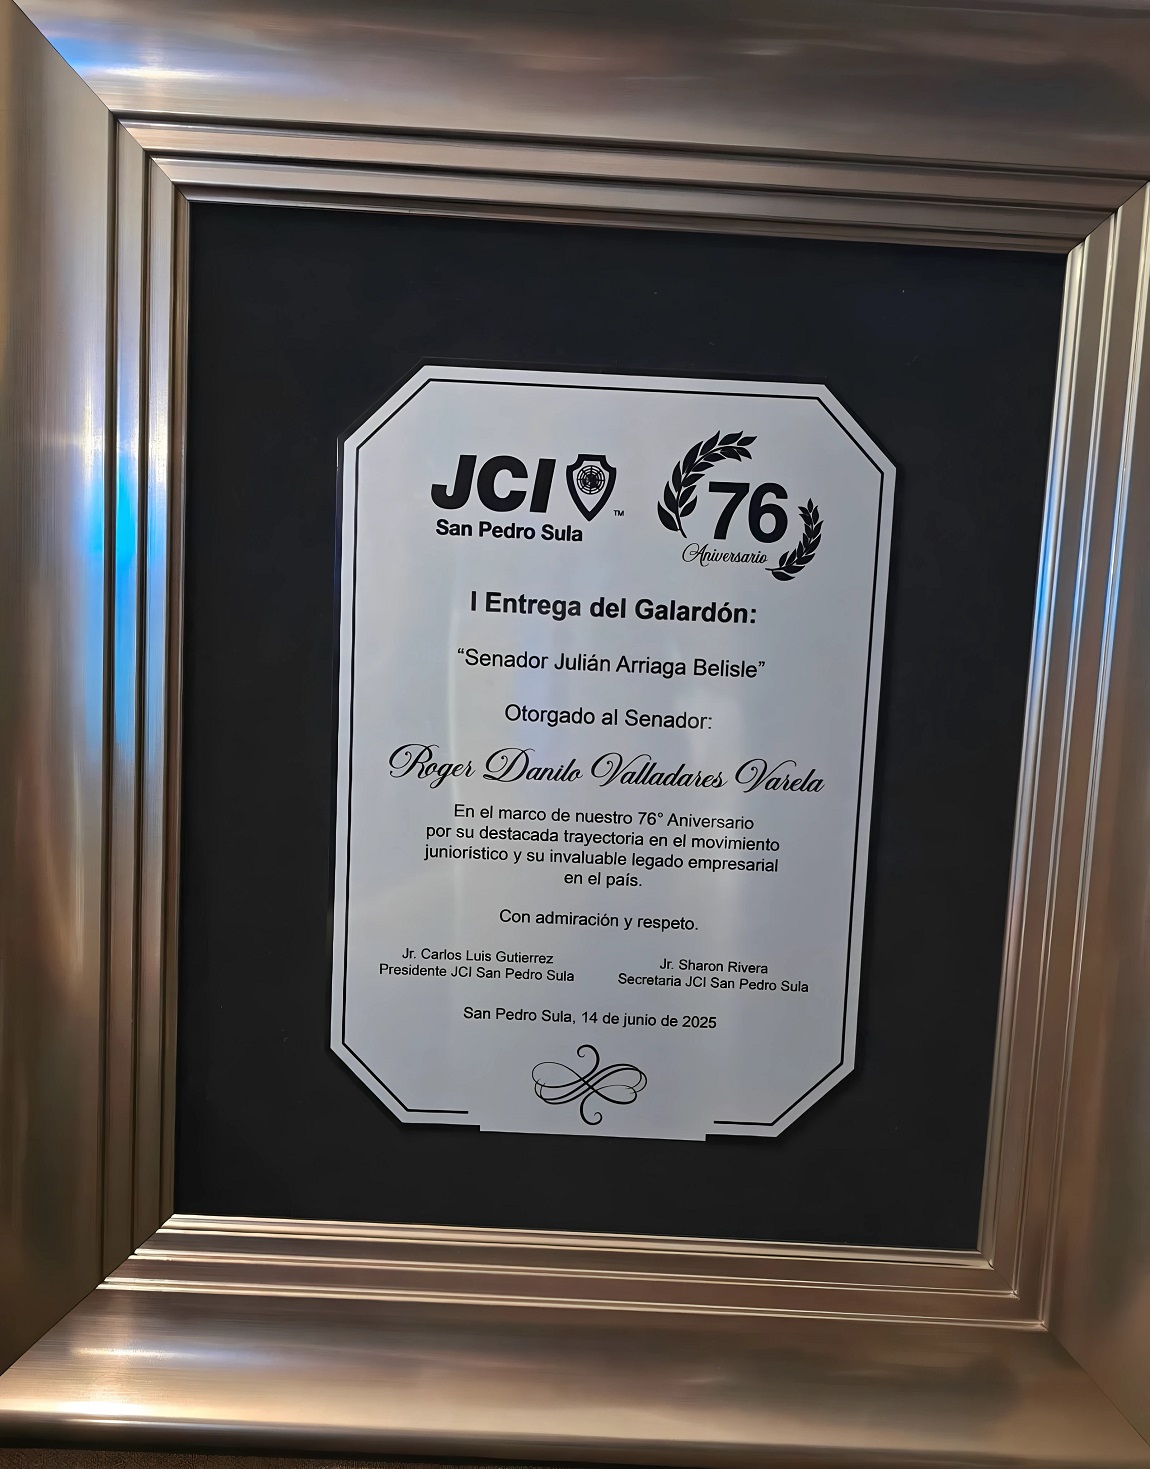 JCI
TM
San Pedro Sula
76
Aniversario
I Entrega del Galardón:
“Senador Julián Arriaga Belisle”
Otorgado al Senador:
Roger Danilo Valladares Varela
En el marco de nuestro 76° Aniversario
por su destacada trayectoria en el movimiento
juniorístico y su invaluable legado empresarial
en el país.
Con admiración y respeto.
Jr. Carlos Luis Gutierrez
Presidente JCI San Pedro Sula
Jr. Sharon Rivera
Secretaria JCI San Pedro Sula
San Pedro Sula, 14 de junio de 2025